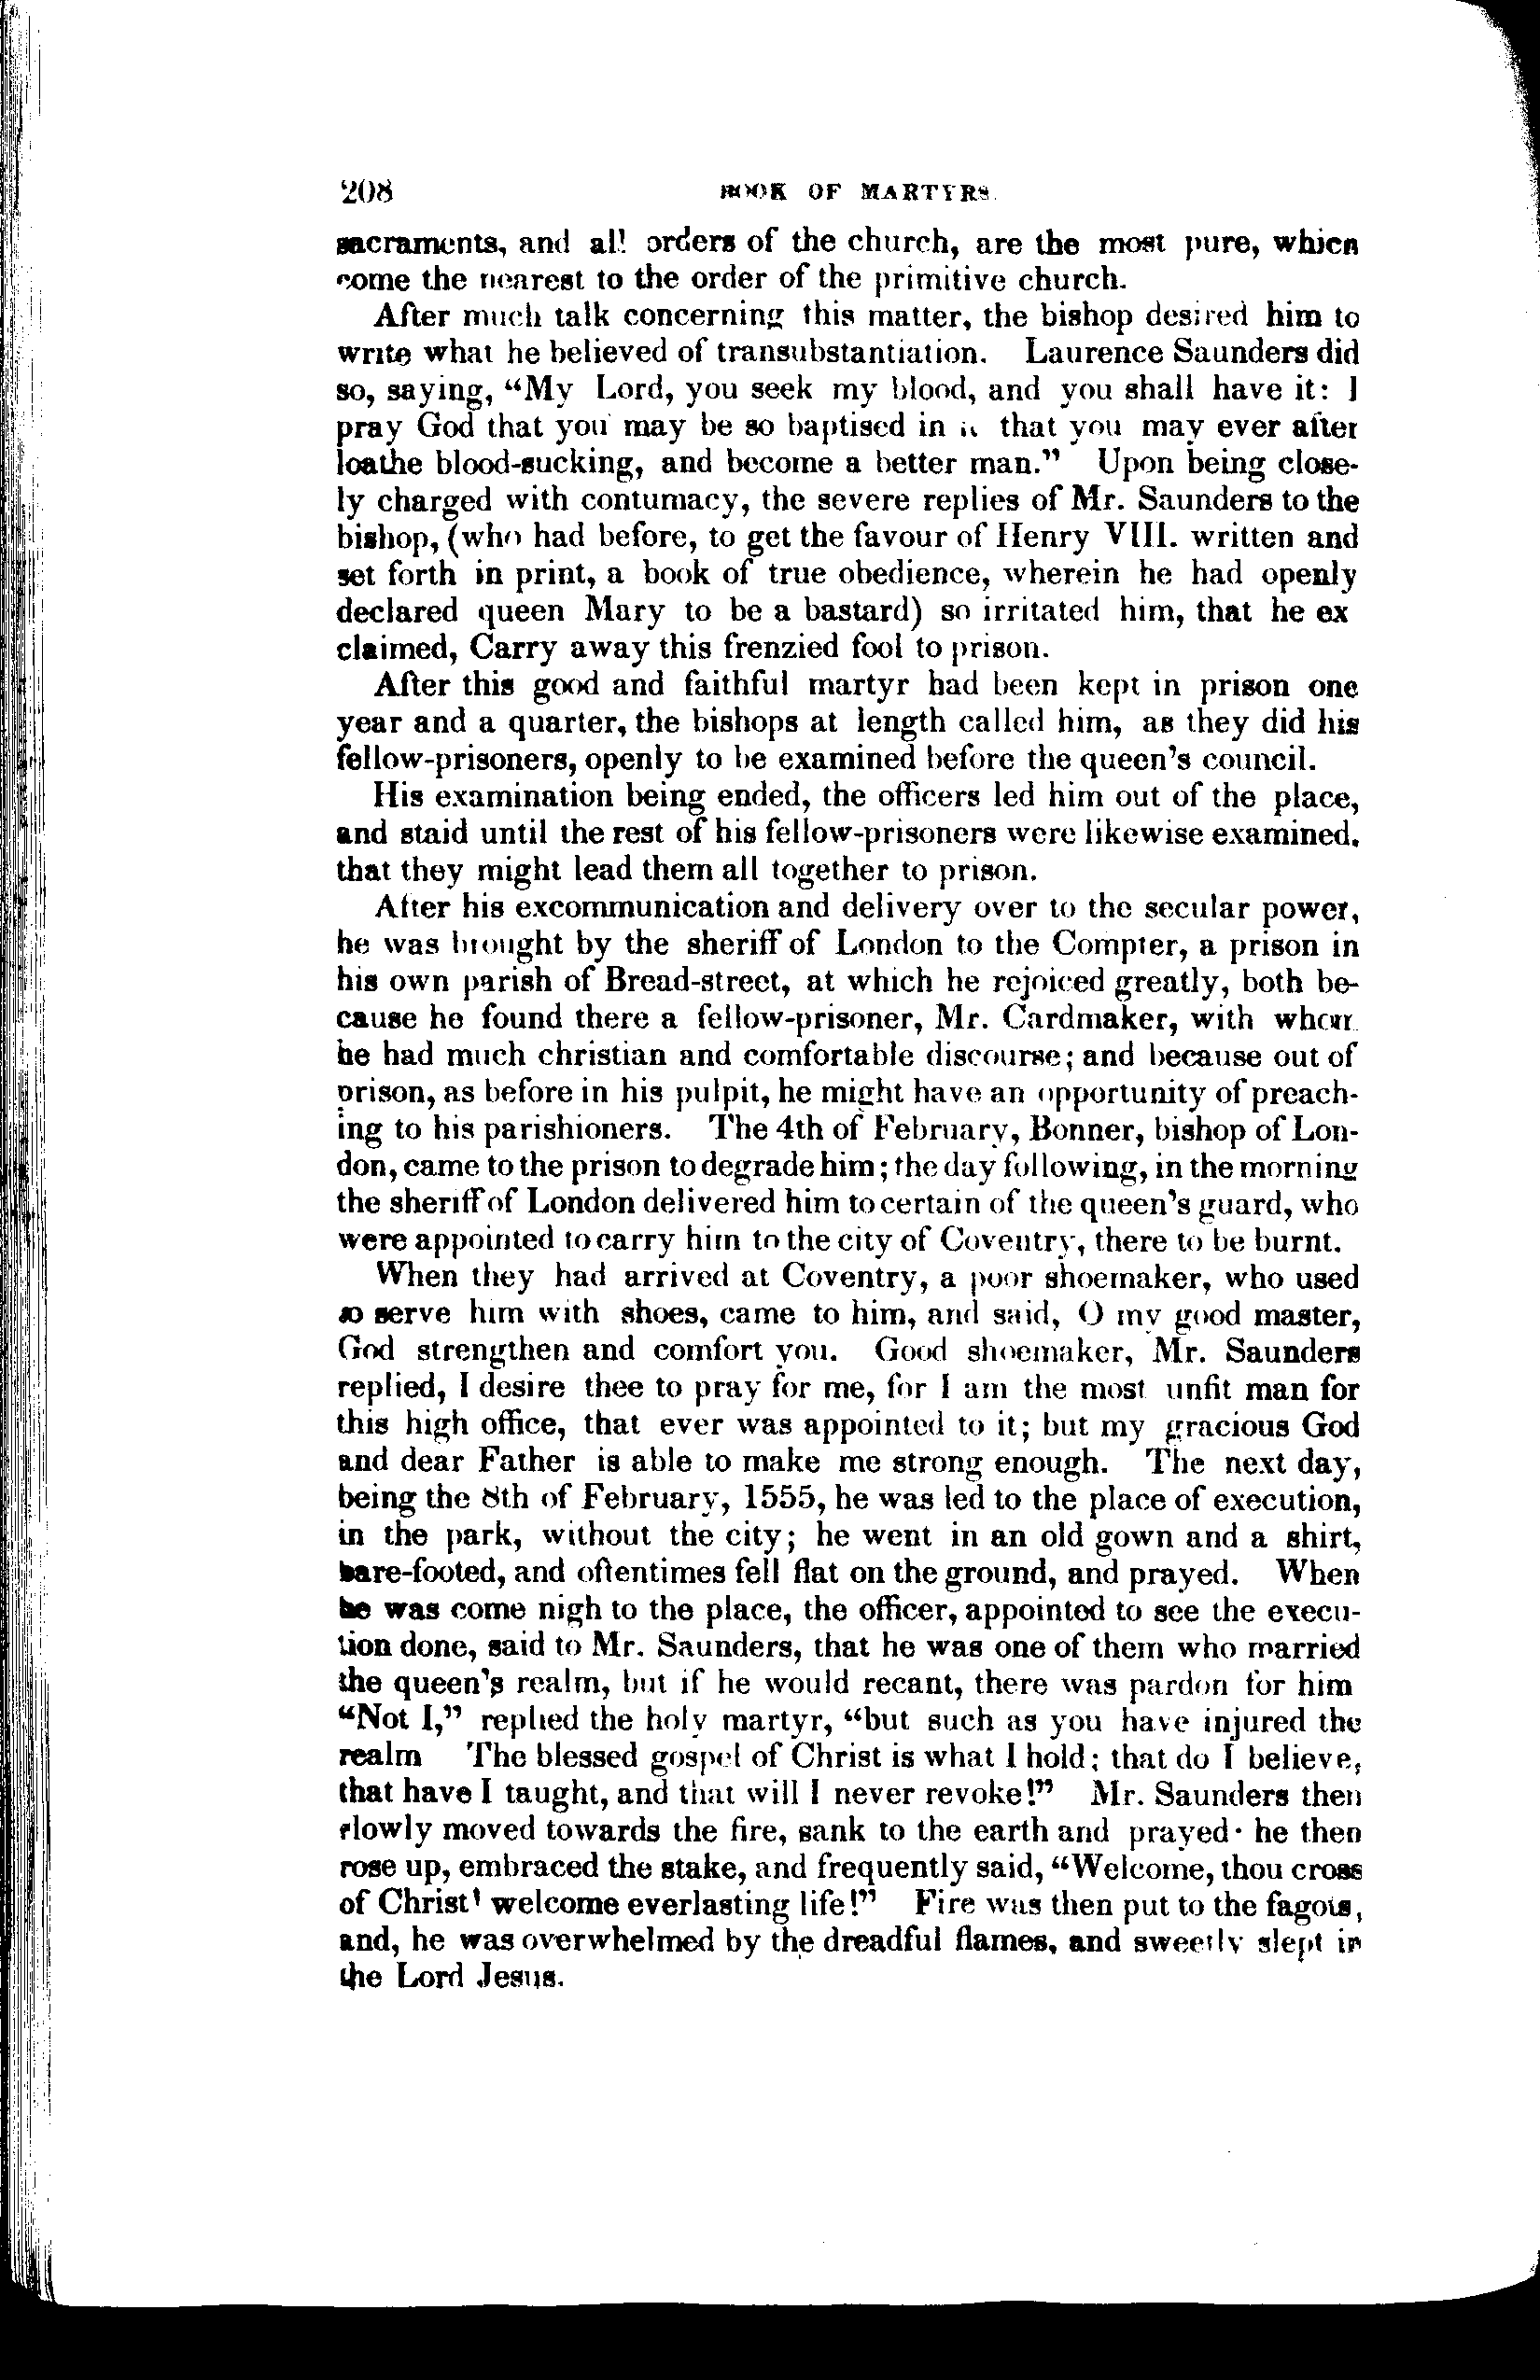 208 BOOK OF MARTYRS.
sacraments, and all orders of the church, are the most pure, which
come the nearest to the order of the primitive church.
After much talk concerning this matter, the bishop desired him to
write what he believed of transubstantiation. Laurence Saunders did
so, saying, “My Lord, you seek my blood, and you shall have it: I
pray God that you may be so baptised in it that you may ever after
loathe blood-sucking, and become a better man.” Upon being close-
ly charged with contumacy, the severe replies of Mr. Saunders to the
bishop, (who had before, to get the favour of Henry VIII. written and
set forth in print, a book of true obedience, wherein he had openly
declared queen Mary to be a bastard) so irritated him, that he ex
claimed, Carry away this frenzied fool to prison.
After this good and faithful martyr had been kept in prison one
year and a quarter, the bishops at length called him, as they did his
fellow-prisoners, openly to be examined before the queen's council.
His examination being ended, the officers led him out of the place,
and staid until the rest of his fellow-prisoners were likewise examined,
that they might lead them all together to prison.
After his excommunication and delivery over to the secular power,
he was brought by the sheriff of London to the Compter, a prison in
his own parish of Bread-street, at which he rejoiced greatly, both be-
cause he found there a fellow-prisoner, Mr. Cardmaker, with whom
he had much christian and comfortable discourse; and because out of
prison, as before in his pulpit, he might have an opportunity of preach-
ing to his parishioners. The 4th of February, Bonner, bishop of Lon-
don, came to the prison to degrade him; the day following, in the morning
the sheriff of London delivered him to certain of the queen's guard, who
were appointed to carry him to the city of Coventry, there to be burnt.
When they had arrived at Coventry, a poor shoemaker, who used
to serve him with shoes, came to him, and said, O my good master,
God strengthen and comfort you. Good shoemaker, Mr. Saunders
replied, I desire thee to pray for me, for I am the most unfit man for
this high office, that ever was appointed to it; but my gracious God
and dear Father is able to make me strong enough. The next day,
being the 8th of February, 1555, he was led to the place of execution,
in the park, without the city; he went in an old gown and a shirt,
bare-footed, and oftentimes fell flat on the ground, and prayed. When
he was come nigh to the place, the officer, appointed to see the execu-
tion done, said to Mr. Saunders, that he was one of them who married
the queen's realm, but if he would recant, there was pardon for him
“Not I,” replied the holy martyr, “but such as you have injured the
realm The blessed gospel of Christ is what I hold; that do I believe,
that have I taught, and that will I never revoke!” Mr. Saunders then
slowly moved towards the fire, sank to the earth and prayed· he then
rose up, embraced the stake, and frequently said, “Welcome, thou cross
of Christ! welcome everlasting life!” Fire was then put to the fagots,
and, he was overwhelmed by the dreadful flames, and sweetly slept in
the Lord Jesus.